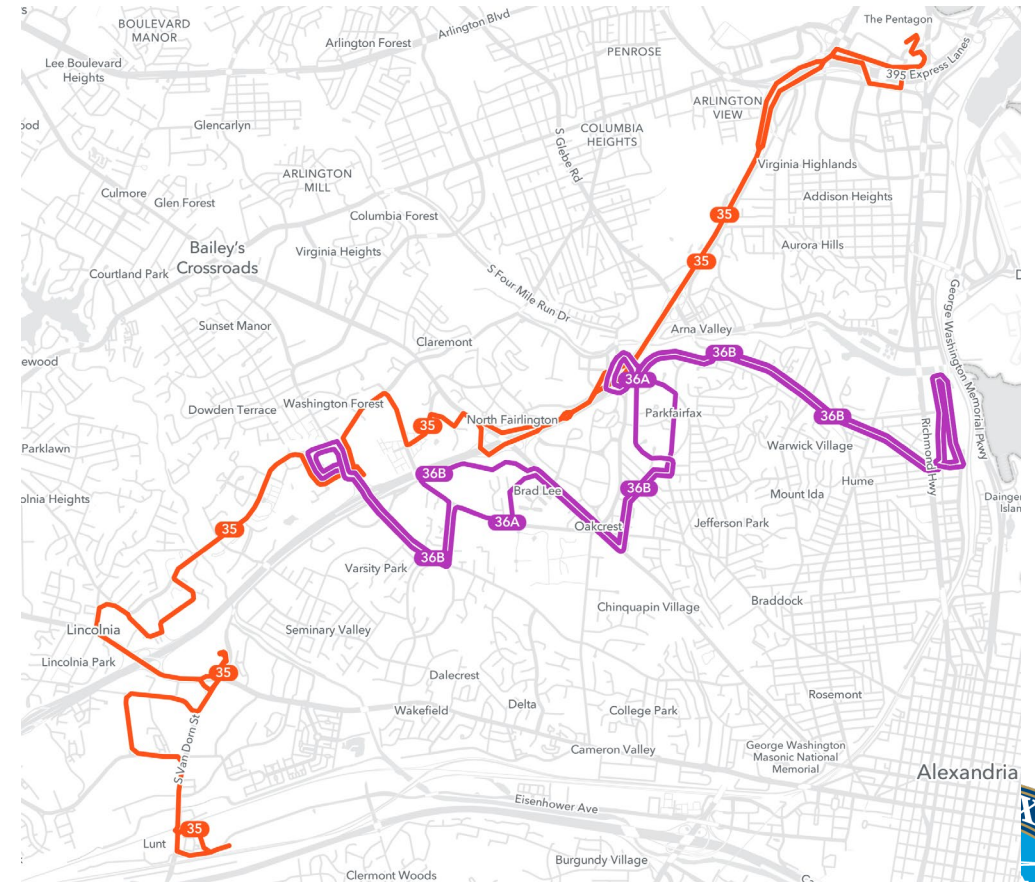 BOULEVARD
MANOR
Arlington Blvd
The Pentagon
Arlington Forest
PENROSE
Lee Boulevard
Heights
395 Express Lanes
ARLINGTON
VIEW
Glencarlyn
COLUMBIA
HEIGHTS
S Glebe Rd
Virginia Highlands
ARLINGTON
MILL
Culmore
Glen Forest
Addison Heights
Columbia Forest
35
Bailey's
Crossroads
Virginia Heights
Aurora Hills
35
Courtland Park
S Four Mile Run Dr
George Washington Memorial Pkwy
Sunset Manor
Arna Valley
Claremont
36B
ewood
36A
Washington Forest
Dowden Terrace
Parkfairfax
36B
North Fairlington
35
Richmond Hwy
Parklawn
Warwick Village
36B
Hume
36B
Brad Lee
Mount Ida
olnia Heights
Dainger
Islan
36A
Oakcrest
Jefferson Park
35
36B
Varsity Park
Braddock
Chinquapin Village
Lincolnia
Seminary Valley
Lincolnia Park
35
Dalecrest
Rosemont
Delta
Wakefield
College Park
S Van Dorn St
Cameron Valley
George Washington
Masonic National
Memorial
Alexandria
Eisenhower Ave
35
Lunt
Burgundy Village
Clermont Woods